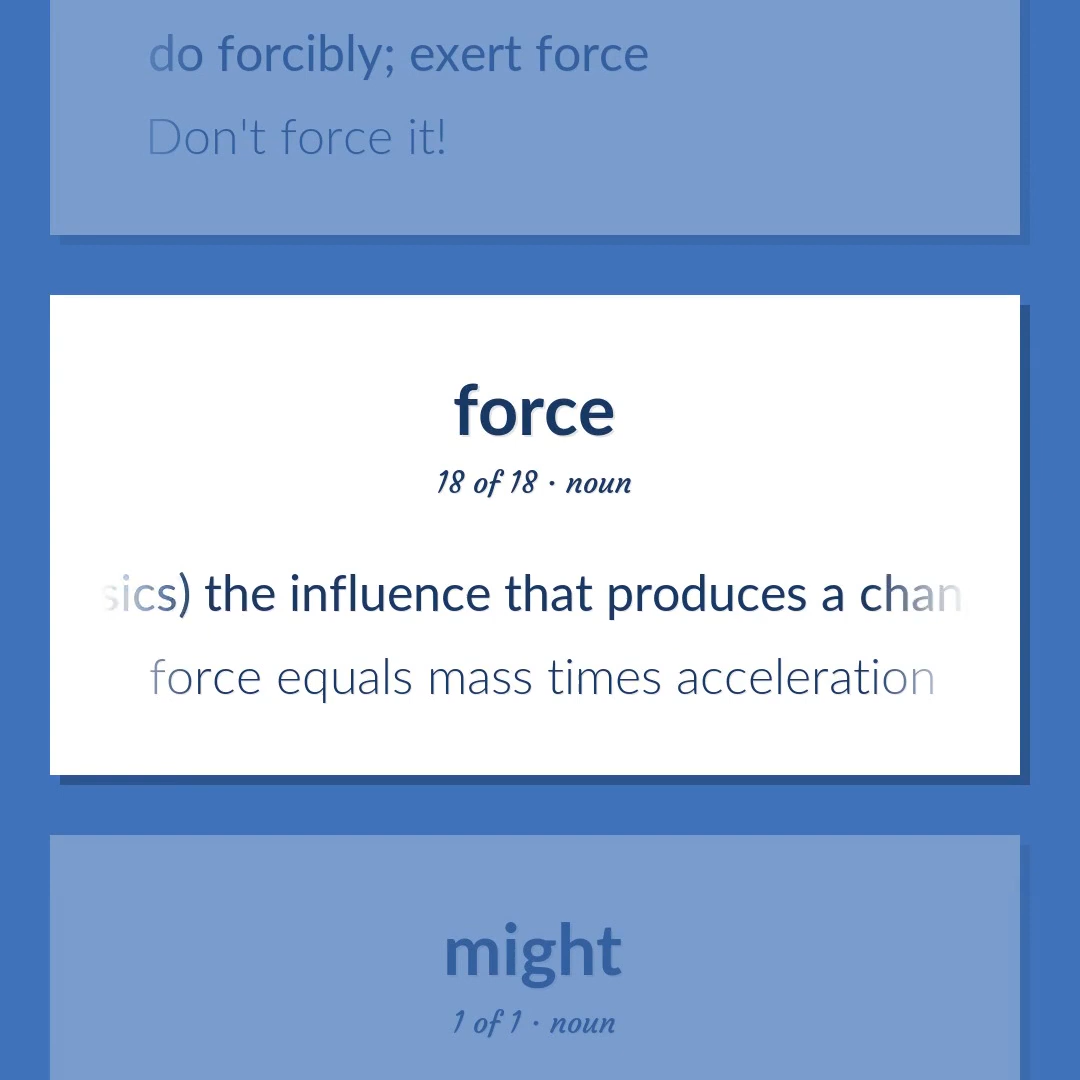 do forcibly; exert force
Don't force it!
force
18 of 18 · noun
sics) the influence that produces a chan
force equals mass times acceleration
might
1 of 1 · noun